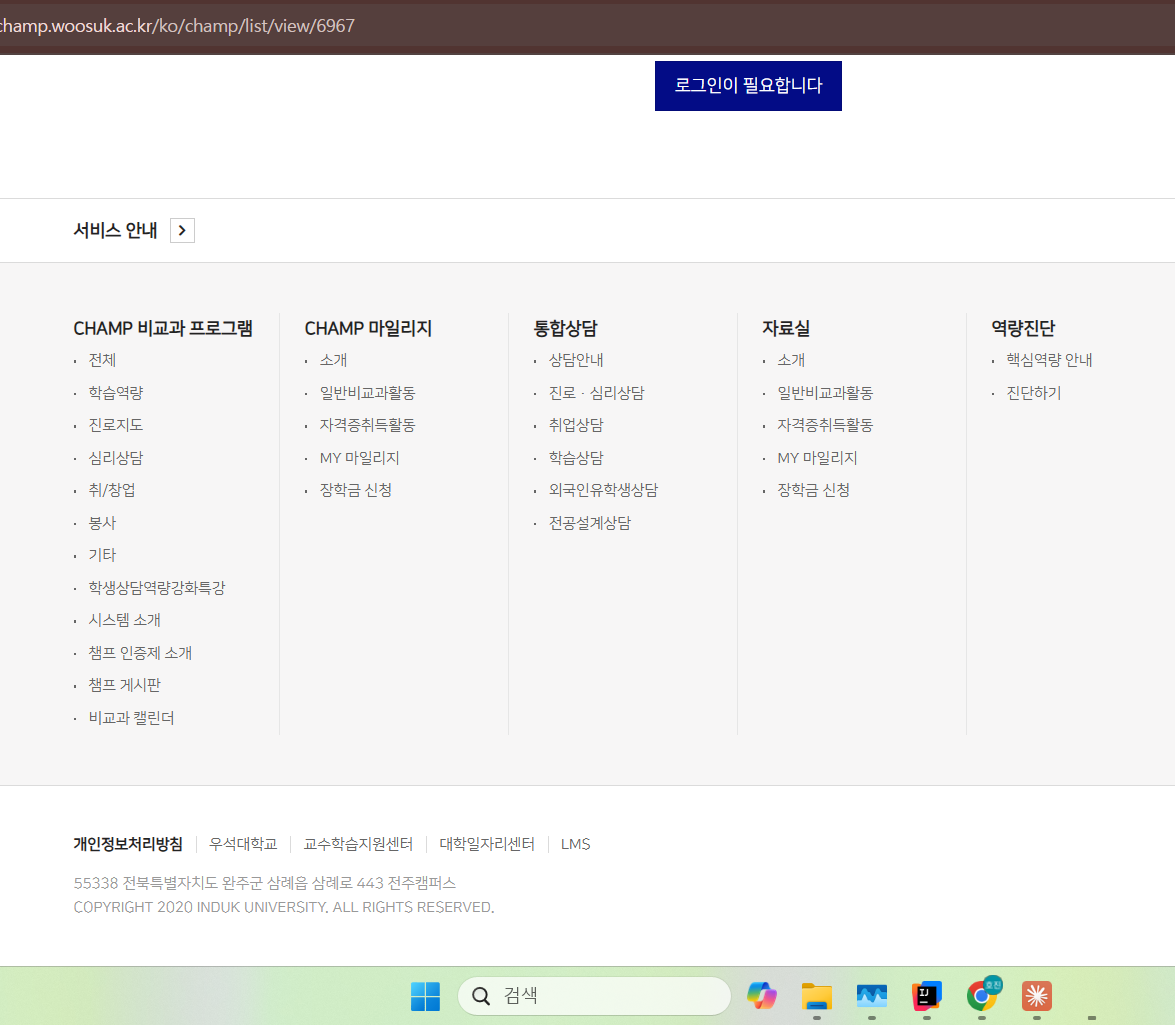 champ.woosuk.ac.kr/ko/champ/list/view/6967
로그인이 필요합니다
서비스 안내
CHAMP 비교과 프로그램
전체
학습역량
진로지도
심리상담
취/창업
봉사
기타
학생상담역량강화특강
시스템 소개
챔프 인증제 소개
챔프 게시판
비교과 캘린더
CHAMP 마일리지
소개
일반비교과활동
자격증취득활동
MY 마일리지
장학금 신청
통합상담
상담안내
진로 · 심리상담
취업상담
학습상담
외국인유학생상담
전공설계상담
자료실
소개
일반비교과활동
자격증취득활동
MY 마일리지
장학금 신청
역량진단
핵심역량 안내
진단하기
개인정보처리방침 우석대학교 교수학습지원센터 대학일자리센터 LMS
55338 전북특별자치도 완주군 삼례읍 삼례로 443 전주캠퍼스
COPYRIGHT 2020 INDUK UNIVERSITY. ALL RIGHTS RESERVED.
검색
IJ
호진